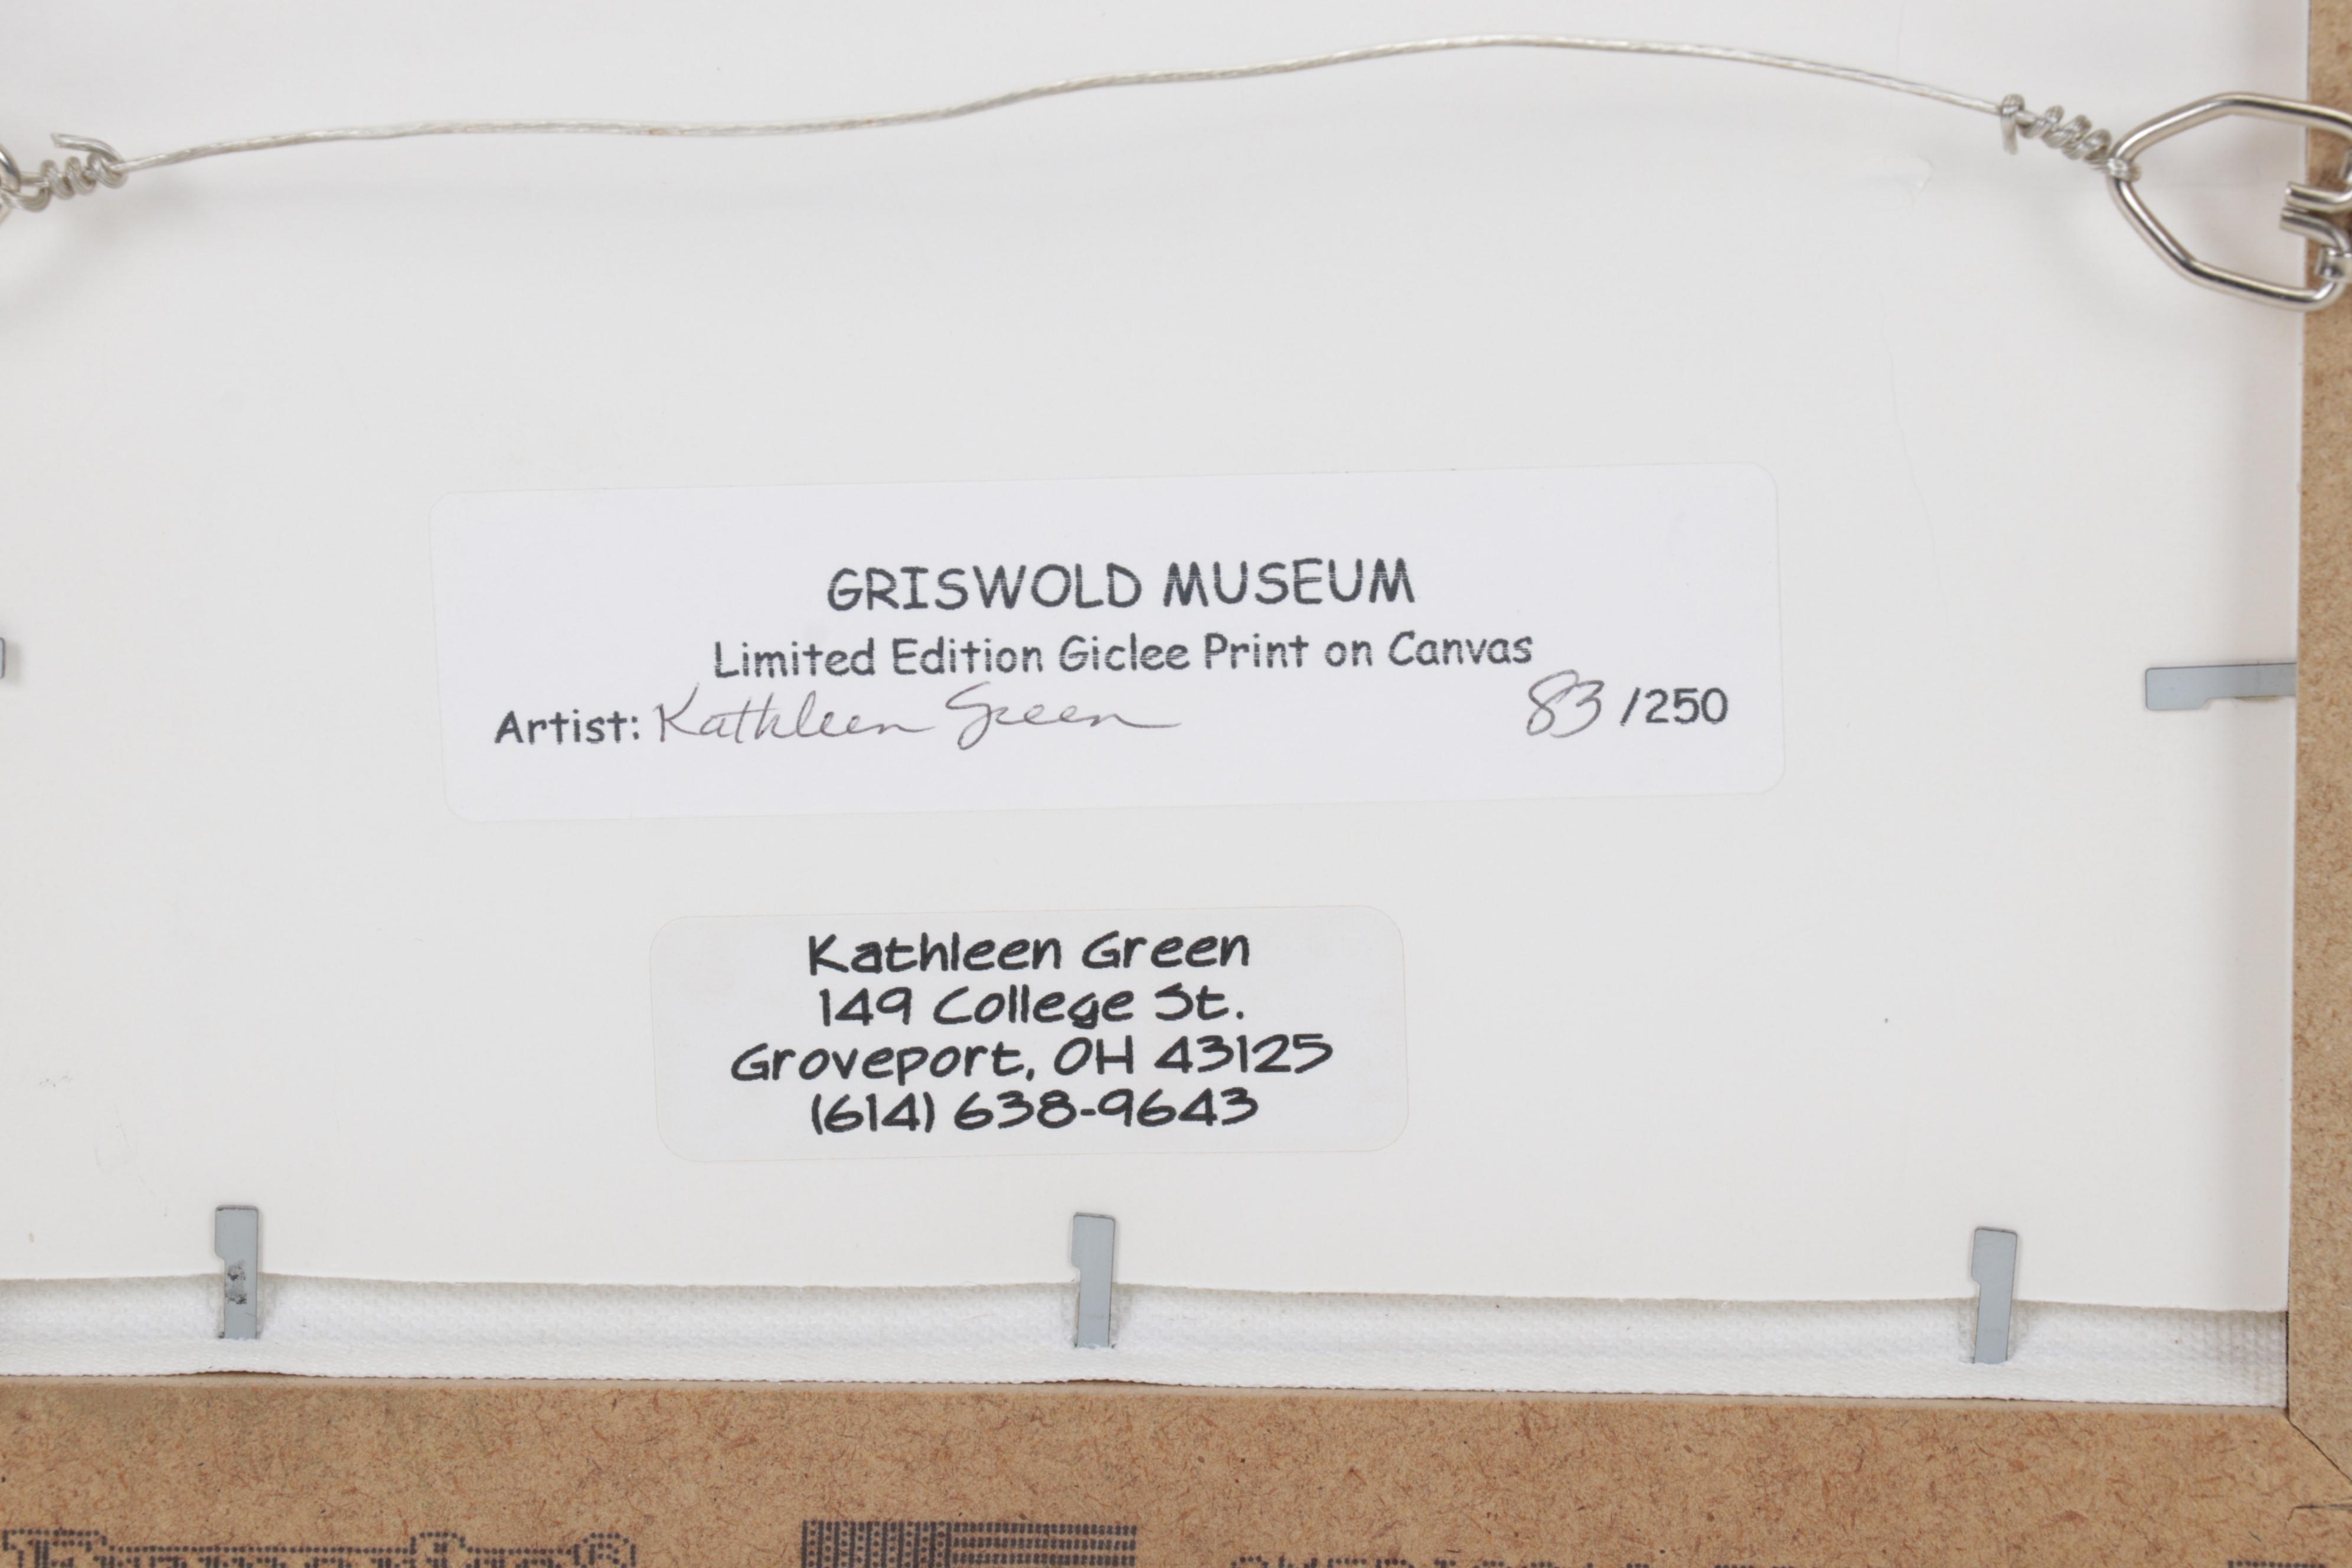 GRISWOLD MUSEUM
Limited Edition Giclee Print on Canvas
Artist: Kathleen Green 83 /250
Kathleen Green
149 College St.
Groveport, OH 43125
(614) 638-9643